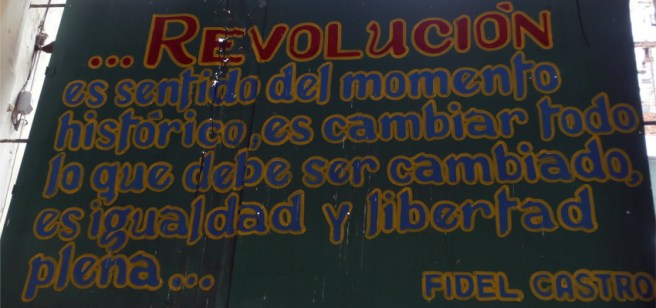 ... REVOLUCIÓN
es sentido del momento
histórico, es cambiar todo
lo que debe ser cambiado,
es igualdad y libertad
plena ...
FIDEL CASTRO